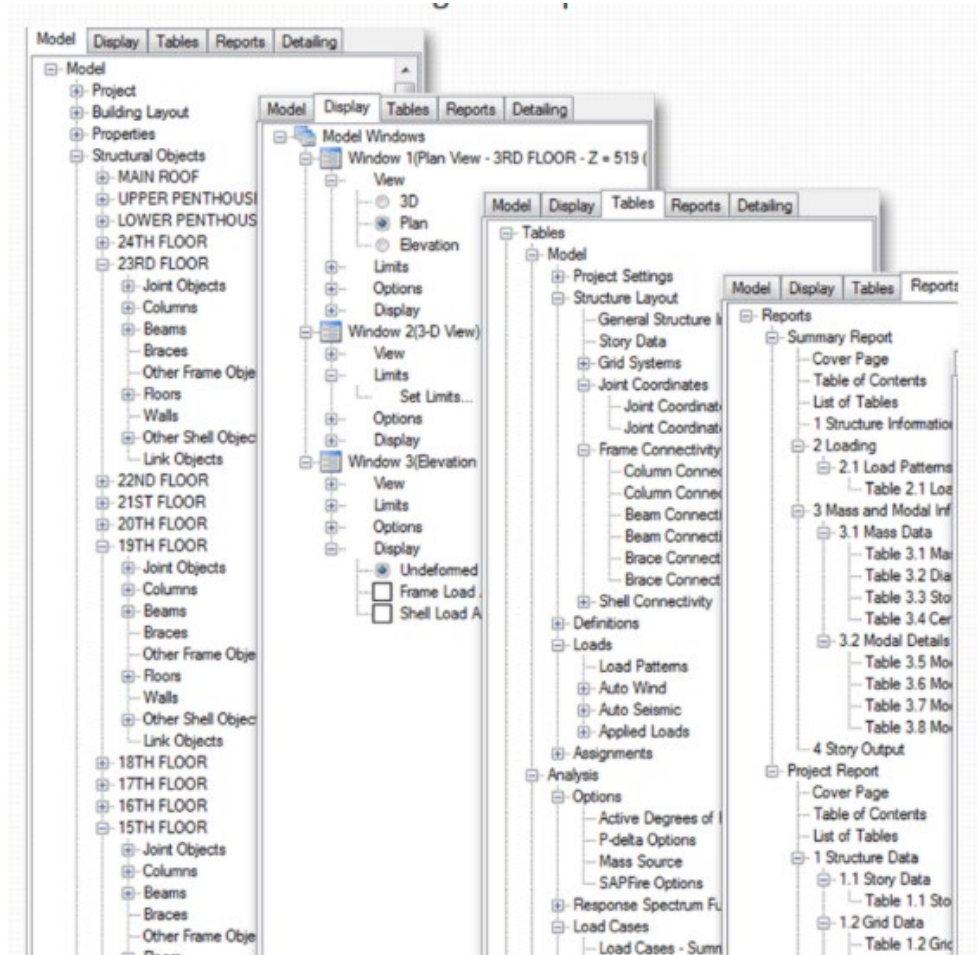 Model Display Tables Reports Detailing
Model
Project
Building Layout
Properties
Structural Objects
MAIN ROOF
UPPER
LOWER
24TH FLOOR
23RD FLOOR
Joint Objects
Columns
Beams
Braces
Other Frame Obje
Floors
Walls
Other Shell Objec
Link Objects
22ND FLOOR
21ST FLOOR
20TH FLOOR
19TH FLOOR
Joint Objects
Columns
Beams
Braces
Other Frame Obje
Floors
Walls
Other Shell Objec
Link Objects
18TH FLOOR
17TH FLOOR
16TH FLOOR
15TH FLOOR
Joint Objects
Columns
Beams
Braces
Other Frame Obje
Model Display Tables Reports Detailing
Model Windows
Window 1(Plan View - 3RD FLOOR - Z = 519 (
View
3D
Plan
Elevation
Limits
Options
Display
Window 2(3-D View)
View
Limits
Set Limits...
Options
Display
Window 3(Elevation
View
Limits
Options
Display
Undeformed
Frame Load
Shell Load A
Model Display Tables Reports Detailing
Tables
Model
Project Settings
Structure Layout
General Structure
Story Data
Grid Systems
Joint Coordinates
Joint Coordinat
Joint Coordinat
Frame Connectivity
Column Connec
Column Connec
Beam Connecti
Beam Connecti
Brace Connect
Brace Connect
Shell Connectivity
Definitions
Loads
Load Patterns
Auto Wind
Auto Seismic
Applied Loads
Assignments
Analysis
Options
Active Degrees of
P-delta Options
Mass Source
SAPFire Options
Response Spectrum Fu
Load Cases
Load Cases - Summ
Model Display Tables Reports
Reports
Summary Report
Cover Page
Table of Contents
List of Tables
1 Structure Information
2 Loading
2.1 Load Patterns
Table 2.1 Loa
3 Mass and Modal Inf
3.1 Mass Data
Table 3.1 Mas
Table 3.2 Dia
Table 3.3 Sto
Table 3.4 Cen
3.2 Modal Details
Table 3.5 Mod
Table 3.6 Mod
Table 3.7 Mod
Table 3.8 Mod
4 Story Output
Project Report
Cover Page
Table of Contents
List of Tables
1 Structure Data
1.1 Story Data
Table 1.1 Sto
1.2 Grid Data
Table 1.2 Grid